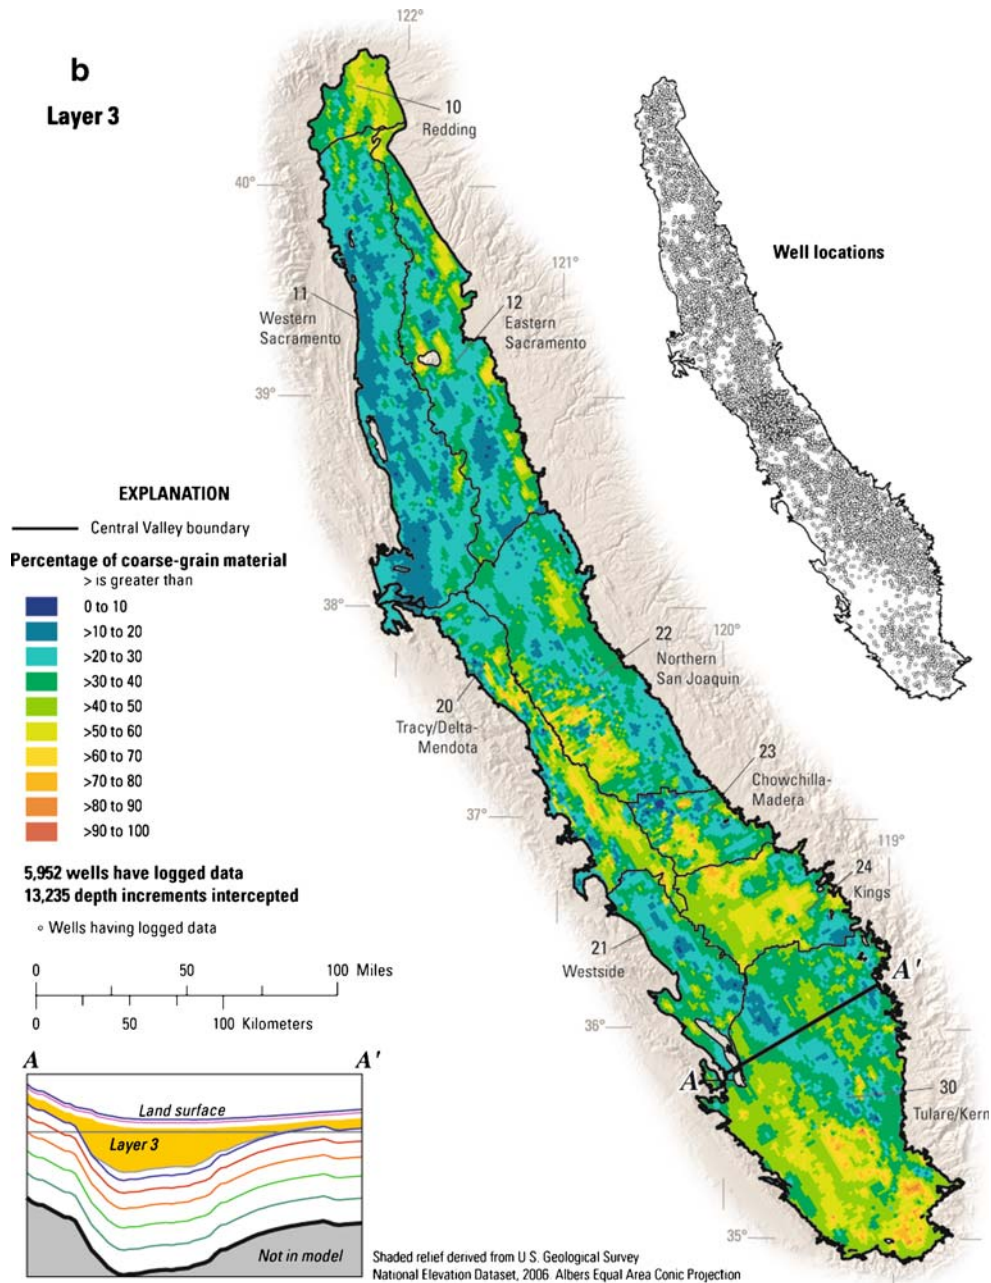 122°
b
Layer 3
10
Redding
40°
Well locations
121°
11
Western
Sacramento
12
Eastern
Sacramento
39°
EXPLANATION
Central Valley boundary
Percentage of coarse-grain material
> is greater than
0 to 10
>10 to 20
>20 to 30
>30 to 40
>40 to 50
>50 to 60
>60 to 70
>70 to 80
>80 to 90
>90 to 100
38°
120°
22
Northern
San Joaquin
20
Tracy/Delta-
Mendota
23
Chowchilla-
Madera
37°
119°
5,952 wells have logged data
13,235 depth increments intercepted
Wells having logged data
24
Kings
21
Westside
0 50 100 Miles
0 50 100 Kilometers
A'
36°
A
30
Tulare/Kern
A A'
Land surface
Layer 3
Not in model
35°
Shaded relief derived from U.S. Geological Survey
National Elevation Dataset, 2006 Albers Equal Area Conic Projection